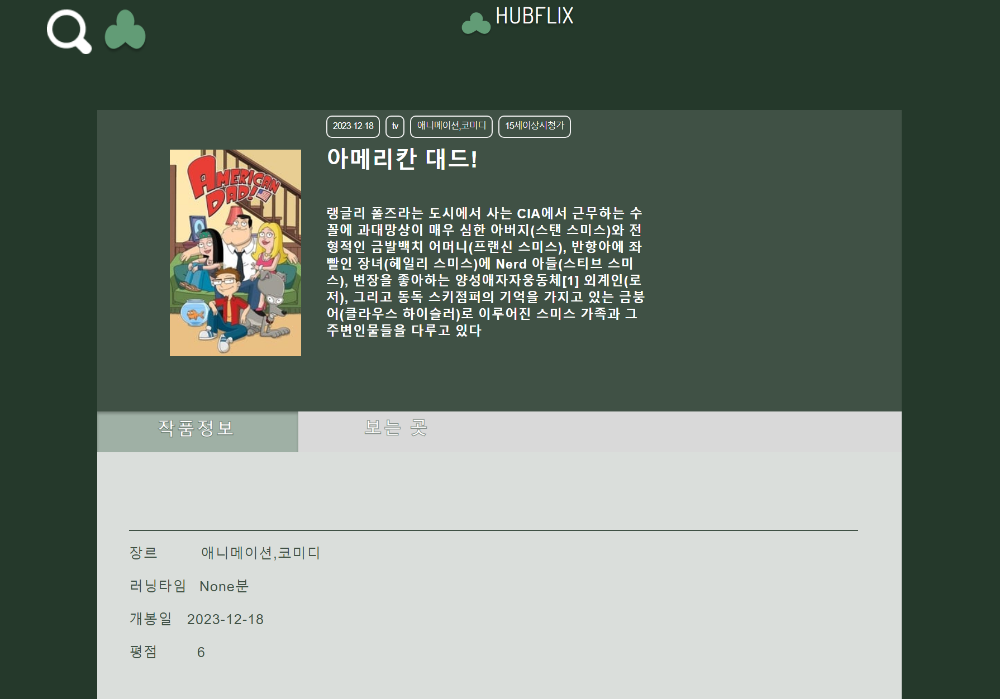 HUBFLIX
2023-12-18
tv
애니메이션,코미디
15세이상시청가
아메리칸 대드!
AMERICAN
DAD!
랭글리 폴즈라는 도시에서 사는 CIA에서 근무하는 수
꼴에 과대망상이 매우 심한 아버지(스탠 스미스)와 전
형적인 금발백치 어머니(프랜신 스미스), 반항아에 좌
빨인 장녀(헤일리 스미스)에 Nerd 아들(스티브 스미
스), 변장을 좋아하는 양성애자자웅동체[1] 외계인(로
저), 그리고 동독 스키점퍼의 기억을 가지고 있는 금붕
어(클라우스 하이슬러)로 이루어진 스미스 가족과 그
주변인물들을 다루고 있다
작품정보
보는 곳
장르 애니메이션,코미디
러닝타임 None분
개봉일 2023-12-18
평점 6